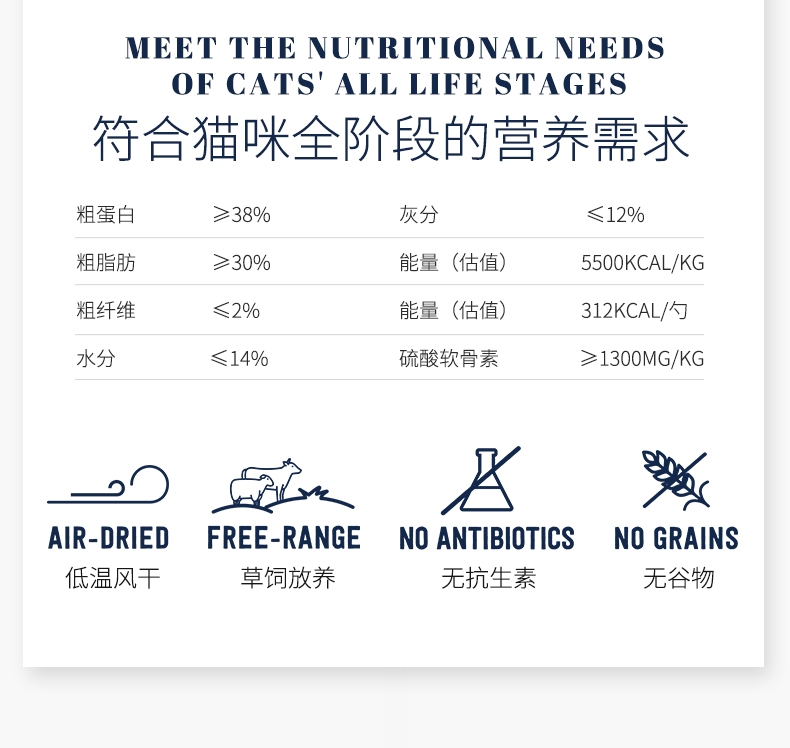 MEET THE NUTRITIONAL NEEDS
OF CATS' ALL LIFE STAGES
符合猫咪全阶段的营养需求
粗蛋白 ⩾38% 灰分 ⩽12%
粗脂肪 ⩾30% 能量（估值） 5500KCAL/KG
粗纤维 ⩽2% 能量（估值） 312KCAL/勺
水分 ⩽14% 硫酸软骨素 ⩾1300MG/KG
AIR-DRIED FREE-RANGE NO ANTIBIOTICS NO GRAINS
低温风干 草饲放养 无抗生素 无谷物